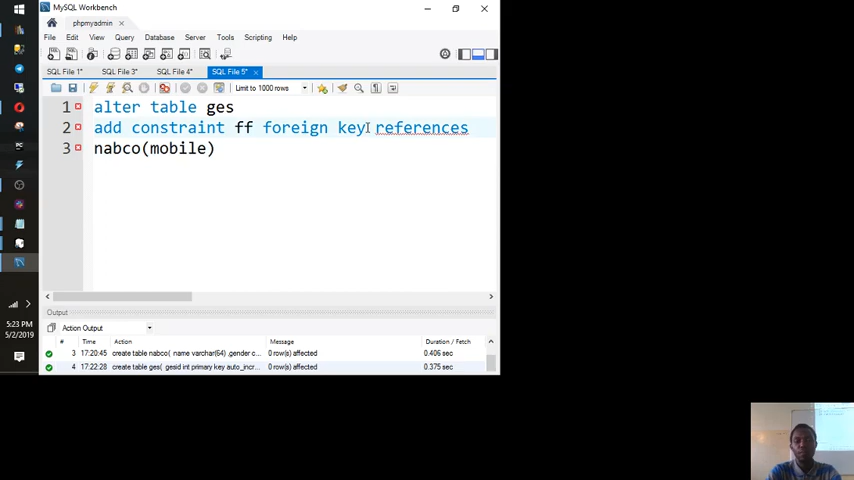 MySQL Workbench
phpmyadmin
File Edit View Query Database Server Tools Scripting Help
SQL File 1* SQL File 3* SQL File 4* SQL File 5*
Limit to 1000 rows
1 alter table ges
2 add constraint ff foreign key references
3 nabco(mobile)
Output
Action Output
# Time Action Message Duration / Fetch
3 17:20:45 create table nabco( name varchar(64) ,gender c... 0 row(s) affected 0.406 sec
4 17:22:28 create table ges( gesid int primary key auto_incr... 0 row(s) affected 0.375 sec
5:23 PM
5/2/2019